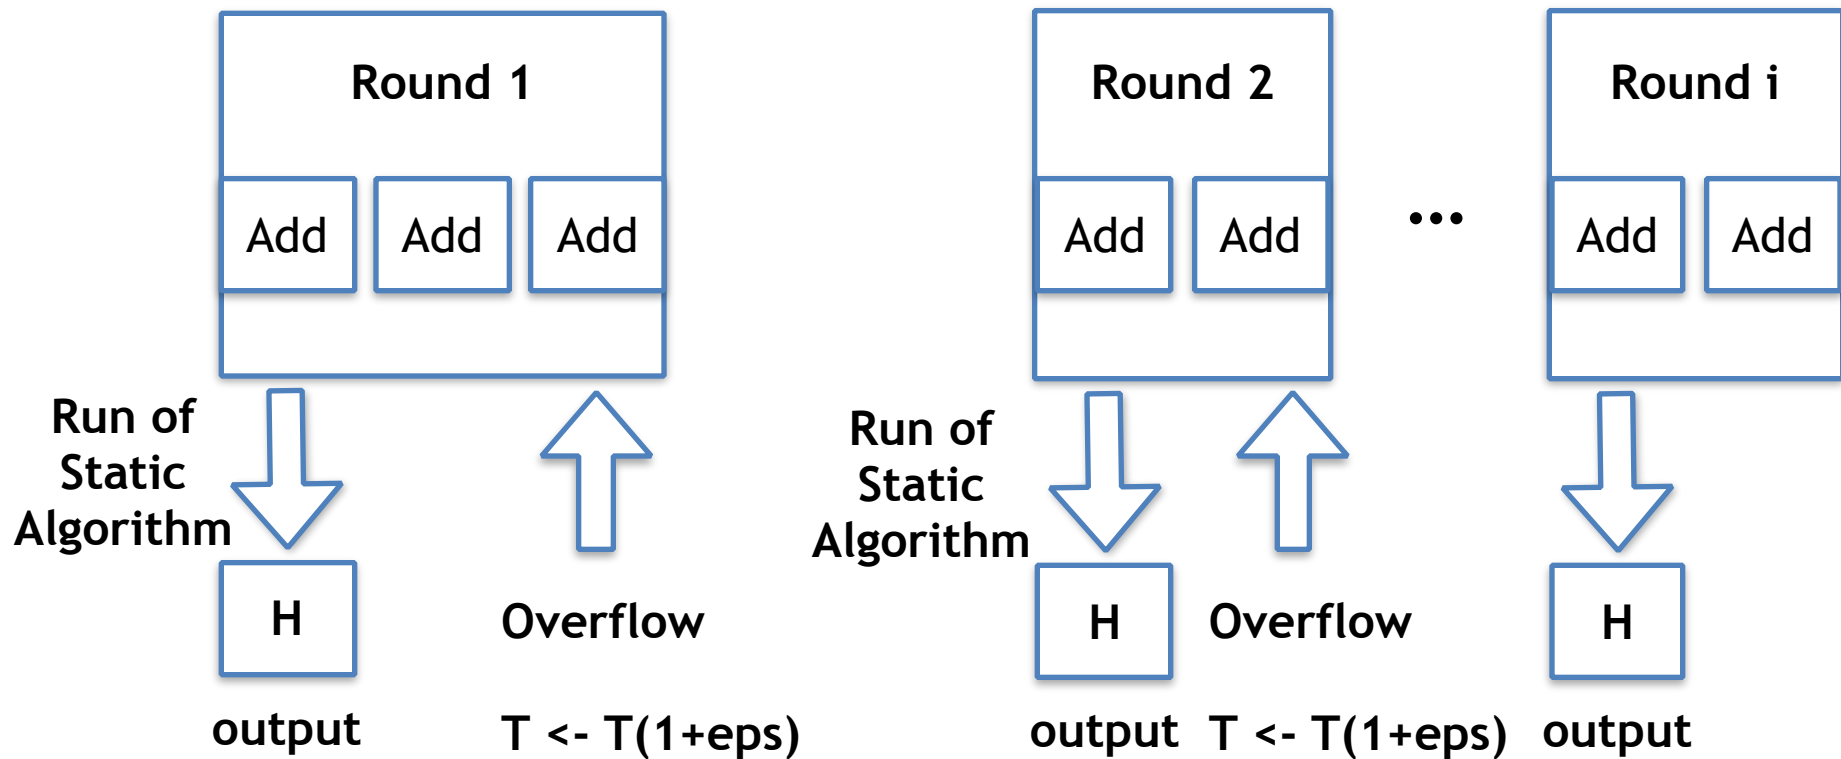 Round 1
Round 2
Round i
Add Add Add
Add Add
...
Add Add
Run of
Static
Algorithm
Run of
Static
Algorithm
H
Overflow
H
Overflow
H
output
T <- T(1+eps)
output
T <- T(1+eps)
output